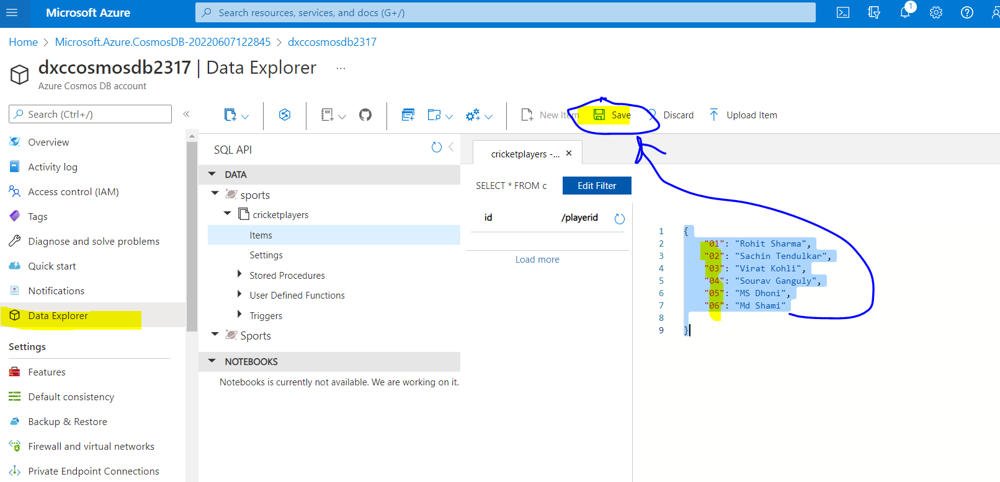 Microsoft Azure
Search resources, services, and docs (G+/)
1
Home > Microsoft.Azure.CosmosDB-20220607122845 > dxccosmosdb2317
dxccosmosdb2317 | Data Explorer ...
Azure Cosmos DB account
Search (Ctrl+/)
«
New Item
Save
Discard
Upload Item
Overview
Activity log
Access control (IAM)
Tags
Diagnose and solve problems
Quick start
Notifications
Data Explorer
Settings
Features
Default consistency
Backup & Restore
Firewall and virtual networks
Private Endpoint Connections
SQL API
DATA
sports
cricketplayers
Items
Settings
Stored Procedures
User Defined Functions
Triggers
Sports
NOTEBOOKS
Notebooks is currently not available. We are working on it.
cricketplayers -...
SELECT * FROM c
Edit Filter
id /playerid
Load more
1 {
2 "01": "Rohit Sharma",
3 "02": "Sachin Tendulkar",
4 "03": "Virat Kohli",
5 "04": "Sourav Ganguly",
6 "05": "MS Dhoni",
7 "06": "Md Shami"
8
9 }